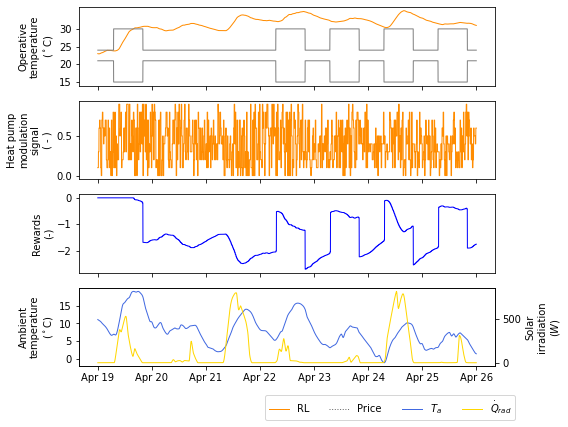 Operative
temperature
(°C)
30
25
20
15
Heat pump
modulation
signal
( - )
0.5
0.0
Rewards
(-)
0
−1
−2
Ambient
temperature
(°C)
15
10
5
0
500
0
Solar
irradiation
(W)
Apr 19 Apr 20 Apr 21 Apr 22 Apr 23 Apr 24 Apr 25 Apr 26
RL Price T_a Q̇_rad